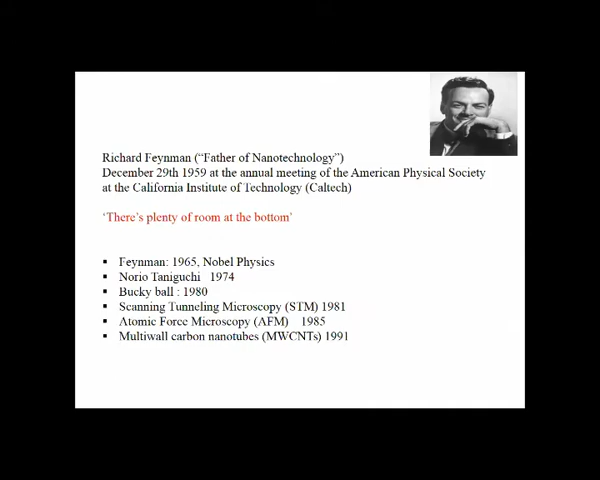 Richard Feynman (“Father of Nanotechnology”)
December 29th 1959 at the annual meeting of the American Physical Society
at the California Institute of Technology (Caltech)
‘There’s plenty of room at the bottom’
▪ Feynman: 1965, Nobel Physics
▪ Norio Taniguchi 1974
▪ Bucky ball : 1980
▪ Scanning Tunneling Microscopy (STM) 1981
▪ Atomic Force Microscopy (AFM) 1985
▪ Multiwall carbon nanotubes (MWCNTs) 1991